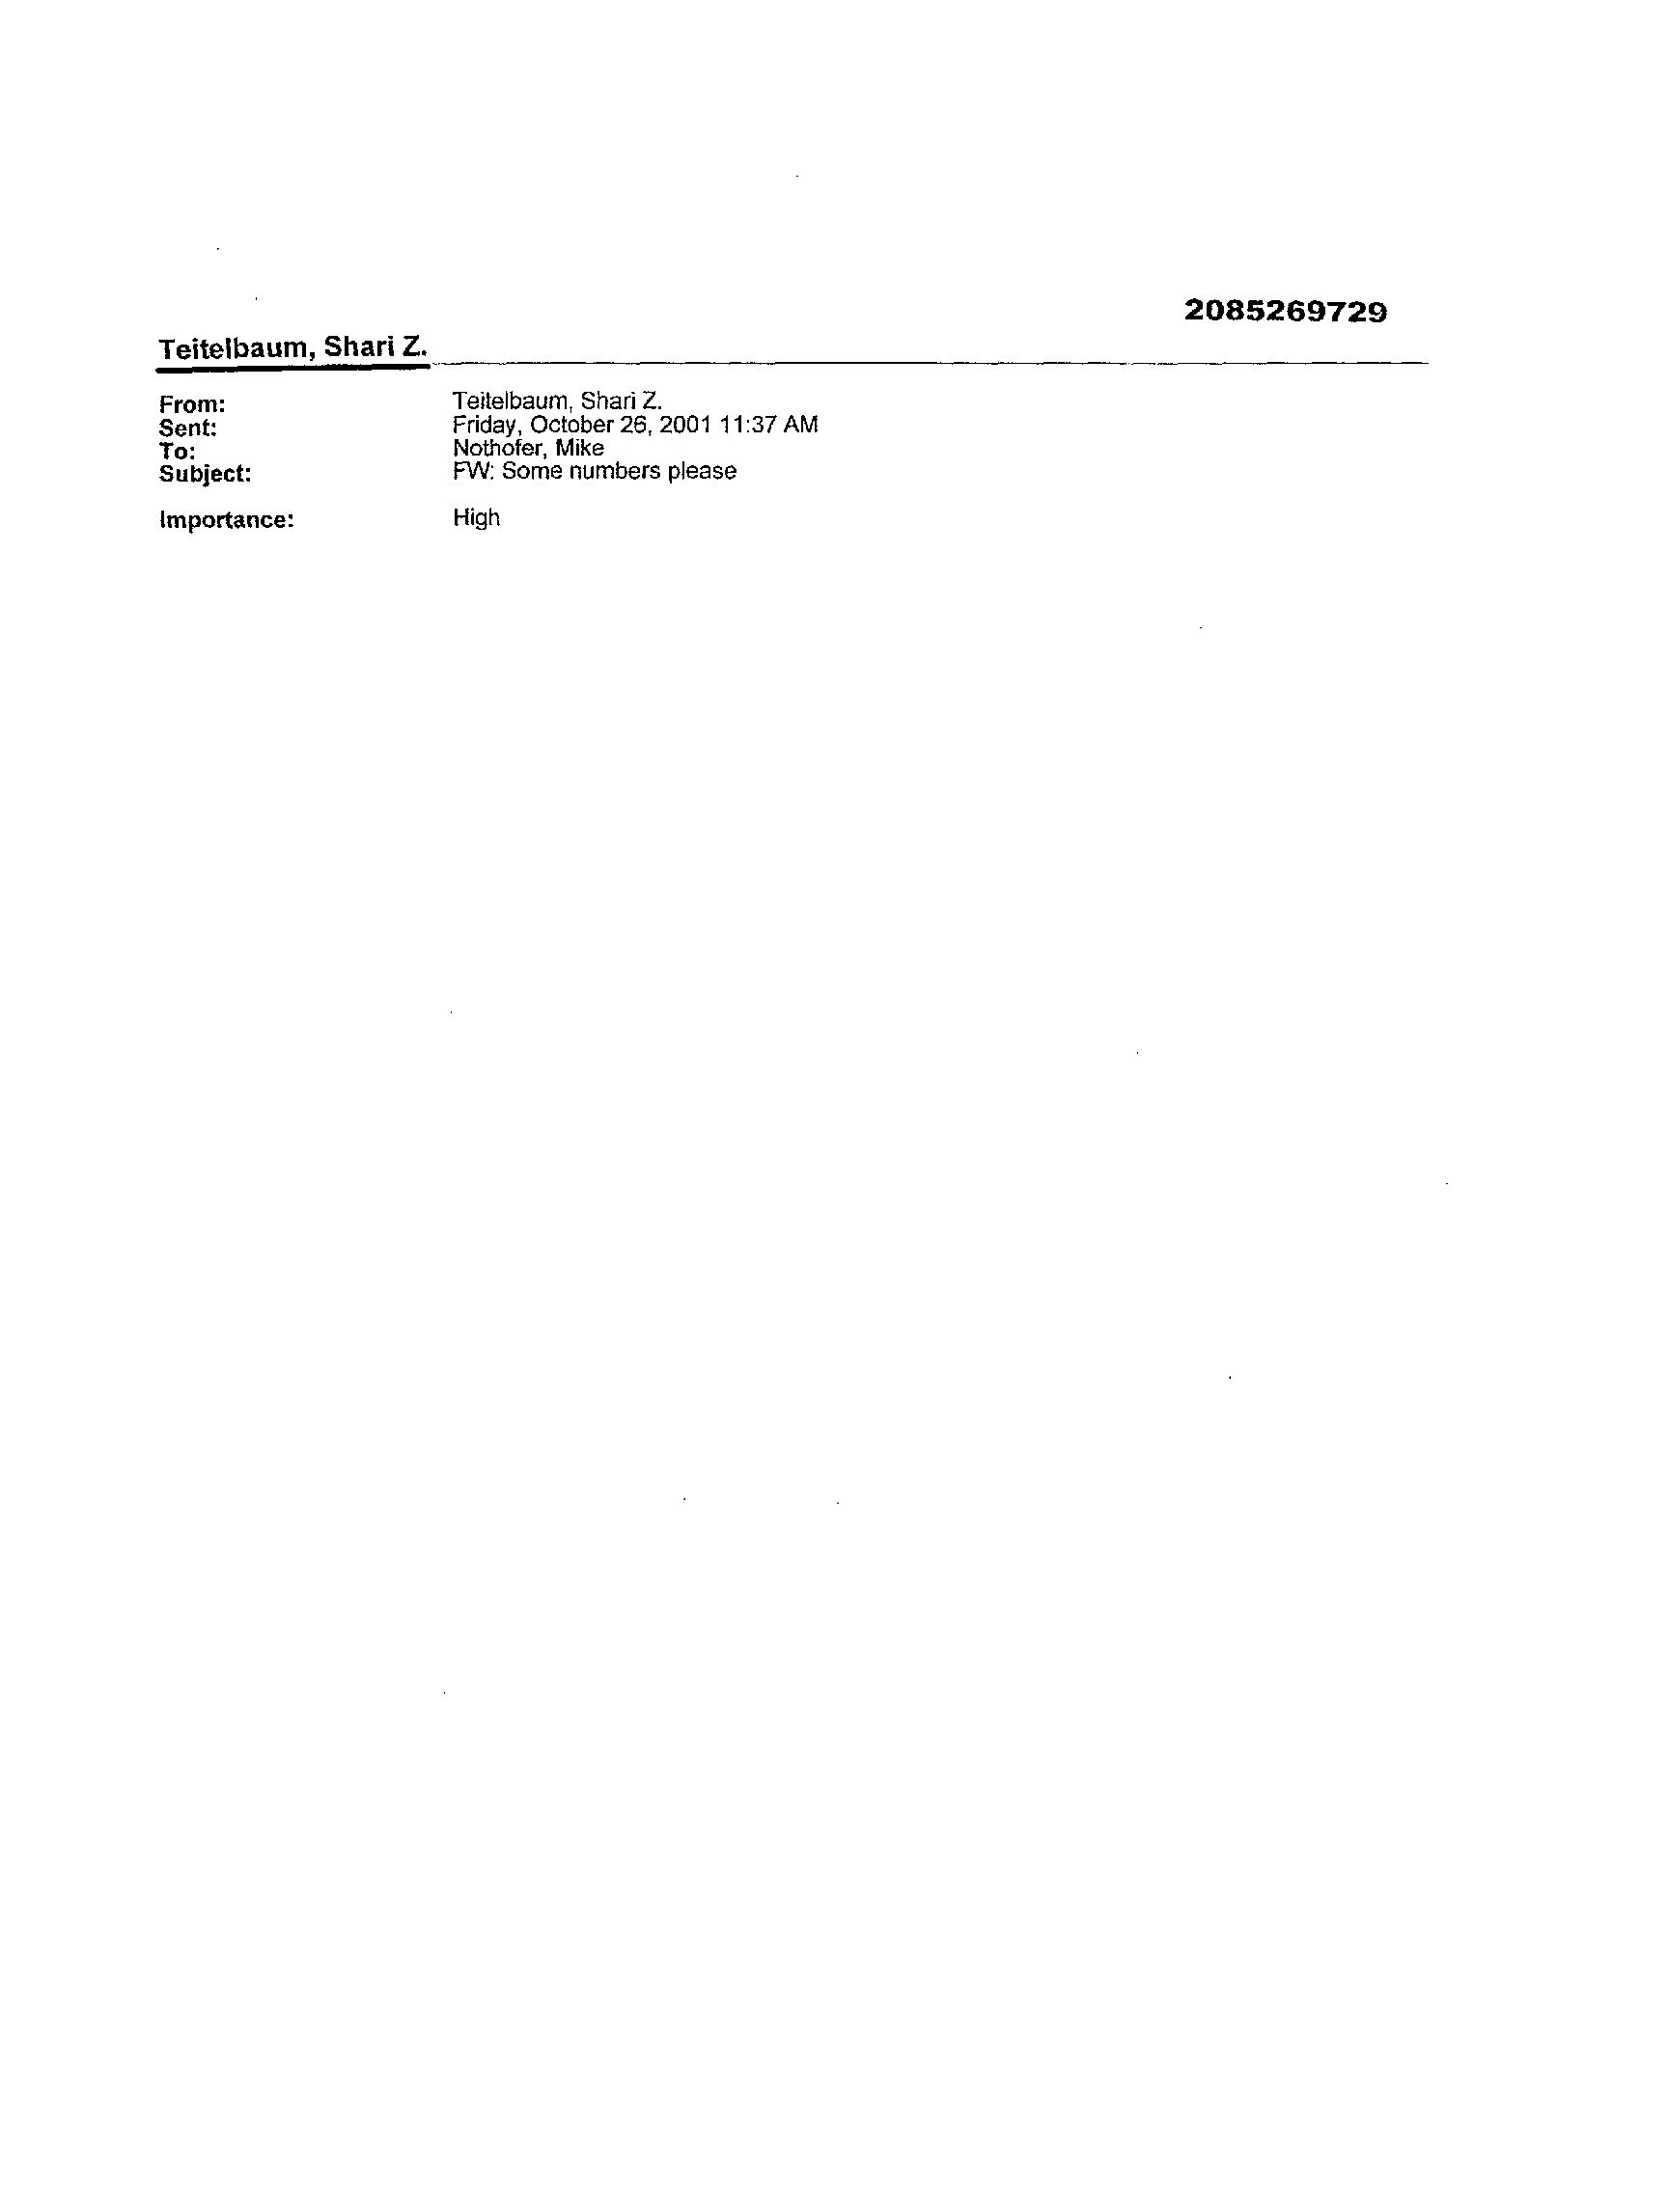 2085269729
Teitelbaum, Shari Z.
From: Teitelbaum, Shari Z.
Sent: Friday, October 26, 2001 11:37 AM
To: Nothofer, Mike
Subject: FW: Some numbers please
Importance: High